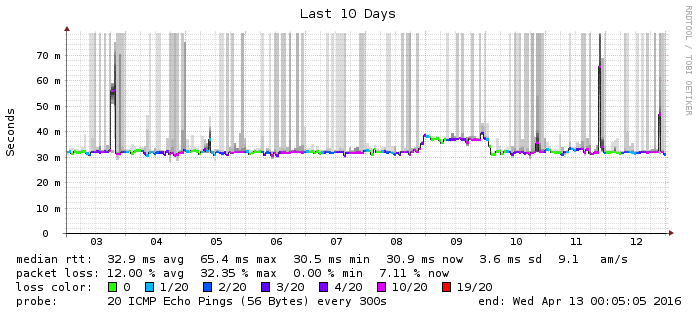 Last 10 Days
RRDTOOL / TOBI OETIKER
Seconds
70 m
60 m
50 m
40 m
30 m
20 m
10 m
0
03 04 05 06 07 08 09 10 11 12
median rtt: 32.9 ms avg 65.4 ms max 30.5 ms min 30.9 ms now 3.6 ms sd 9.1 am/s
packet loss: 12.00 % avg 32.35 % max 0.00 % min 7.11 % now
loss color: 0 1/20 2/20 3/20 4/20 10/20 19/20
probe: 20 ICMP Echo Pings (56 Bytes) every 300s end: Wed Apr 13 00:05:05 2016